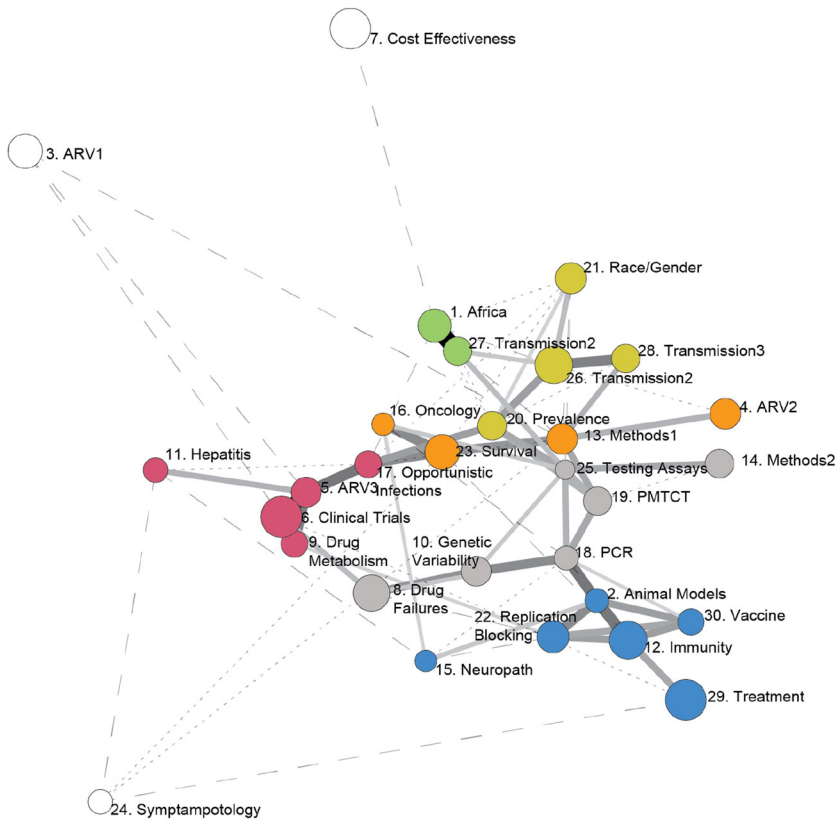 7. Cost Effectiveness
3. ARV1
21. Race/Gender
1. Africa
27. Transmission2
28. Transmission3
26. Transmission2
16. Oncology
20. Prevalence
4. ARV2
13. Methods1
11. Hepatitis
23. Survival
14. Methods2
25. Testing Assays
17. Opportunistic
Infections
5. ARV3
19. PMTCT
6. Clinical Trials
9. Drug
Metabolism
10. Genetic
Variability
18. PCR
8. Drug
Failures
2. Animal Models
22. Replication
Blocking
30. Vaccine
12. Immunity
15. Neuropath
29. Treatment
24. Symptampotology